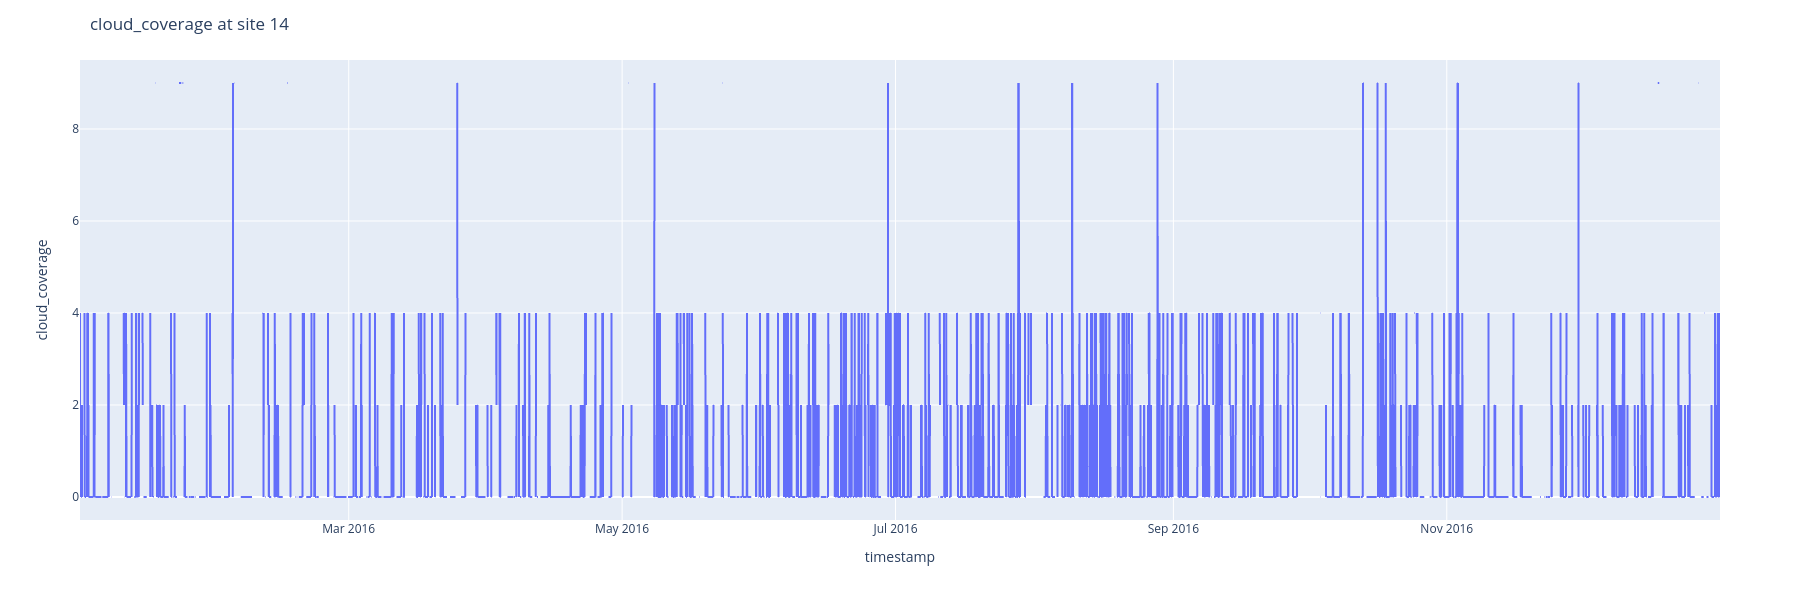 cloud_coverage at site 14
cloud_coverage
8
6
4
2
0
Mar 2016
May 2016
Jul 2016
Sep 2016
Nov 2016
timestamp